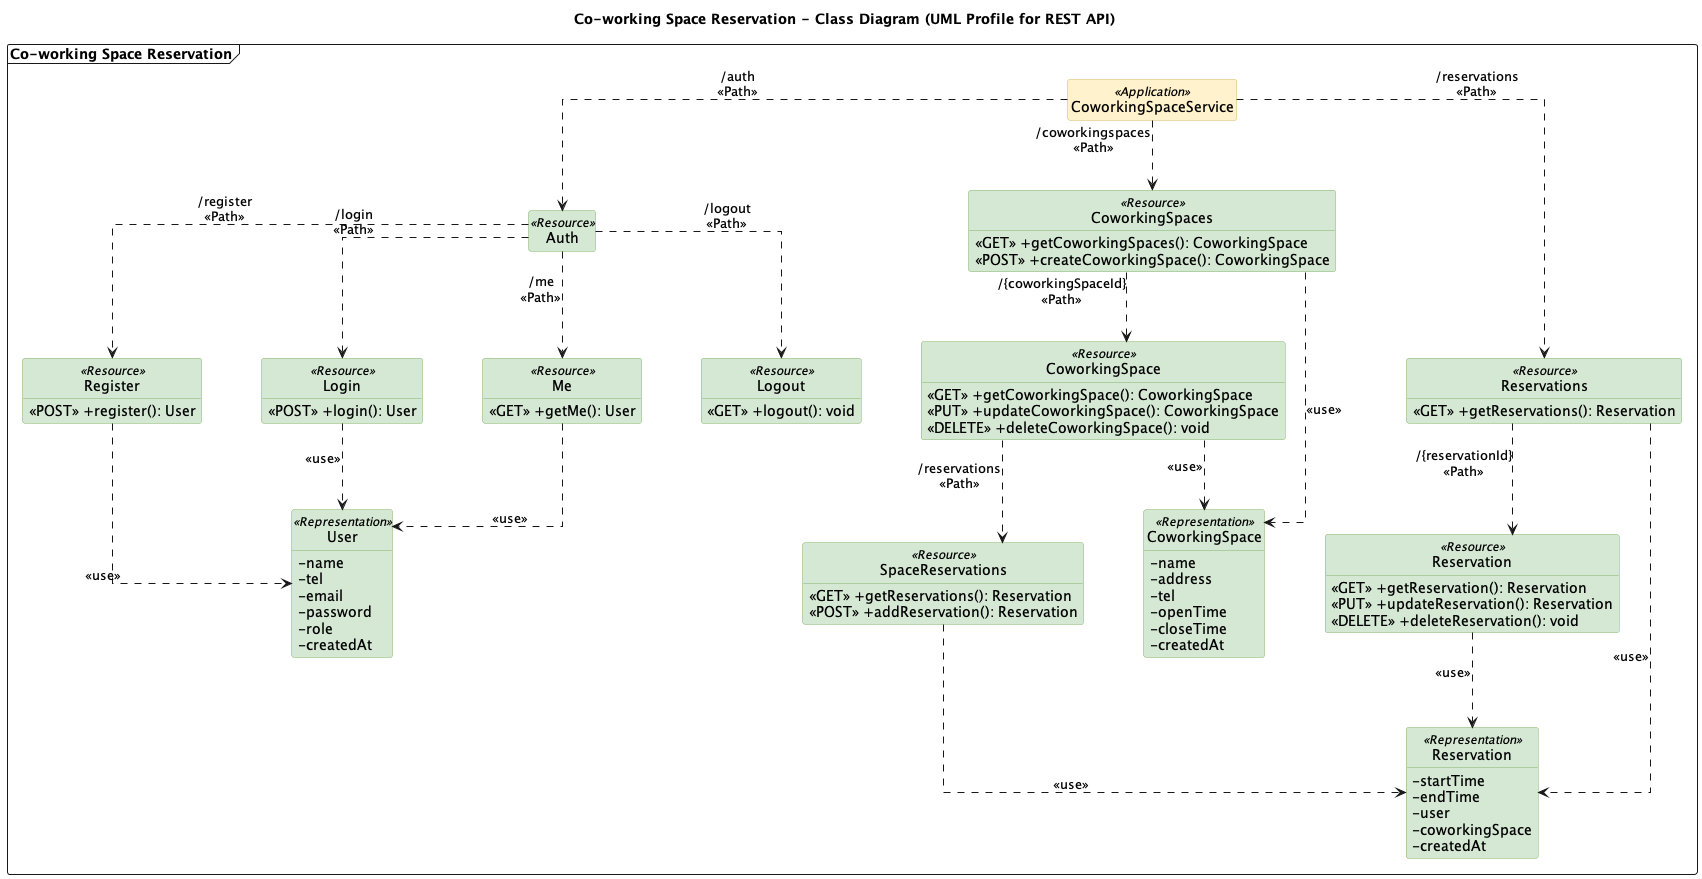 Co-working Space Reservation - Class Diagram (UML Profile for REST API)
Co-working Space Reservation
/auth
«Path»
«Application»
CoworkingSpaceService
/reservations
«Path»
/coworkingspaces
«Path»
/register
«Path»
/login
«Path»
«Resource»
Auth
/logout
«Path»
/me
«Path»
«Resource»
CoworkingSpaces
«GET» +getCoworkingSpaces(): CoworkingSpace
«POST» +createCoworkingSpace(): CoworkingSpace
/{coworkingSpaceId}
«Path»
«Resource»
Register
«POST» +register(): User
«Resource»
Login
«POST» +login(): User
«Resource»
Me
«GET» +getMe(): User
«Resource»
Logout
«GET» +logout(): void
«Resource»
CoworkingSpace
«GET» +getCoworkingSpace(): CoworkingSpace
«PUT» +updateCoworkingSpace(): CoworkingSpace
«DELETE» +deleteCoworkingSpace(): void
«use»
«Resource»
Reservations
«GET» +getReservations(): Reservation
«use»
/reservations
«Path»
«use»
/{reservationId}
«Path»
«use»
«use»
«Representation»
User
-name
-tel
-email
-password
-role
-createdAt
«Resource»
SpaceReservations
«GET» +getReservations(): Reservation
«POST» +addReservation(): Reservation
«Representation»
CoworkingSpace
-name
-address
-tel
-openTime
-closeTime
-createdAt
«Resource»
Reservation
«GET» +getReservation(): Reservation
«PUT» +updateReservation(): Reservation
«DELETE» +deleteReservation(): void
«use»
«use»
«use»
«Representation»
Reservation
-startTime
-endTime
-user
-coworkingSpace
-createdAt